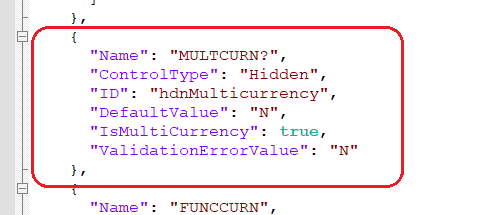 ]
},
{
"Name": "MULTCURN?",
"ControlType": "Hidden",
"ID": "hdnMulticurrency",
"DefaultValue": "N",
"IsMultiCurrency": true,
"ValidationErrorValue": "N"
},
{
"Name": "FUNCCURN",